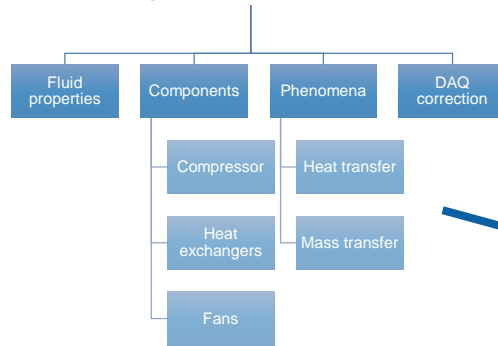 Fluid
properties
Components
Phenomena
DAQ
correction
Compressor
Heat transfer
Heat
exchangers
Mass transfer
Fans